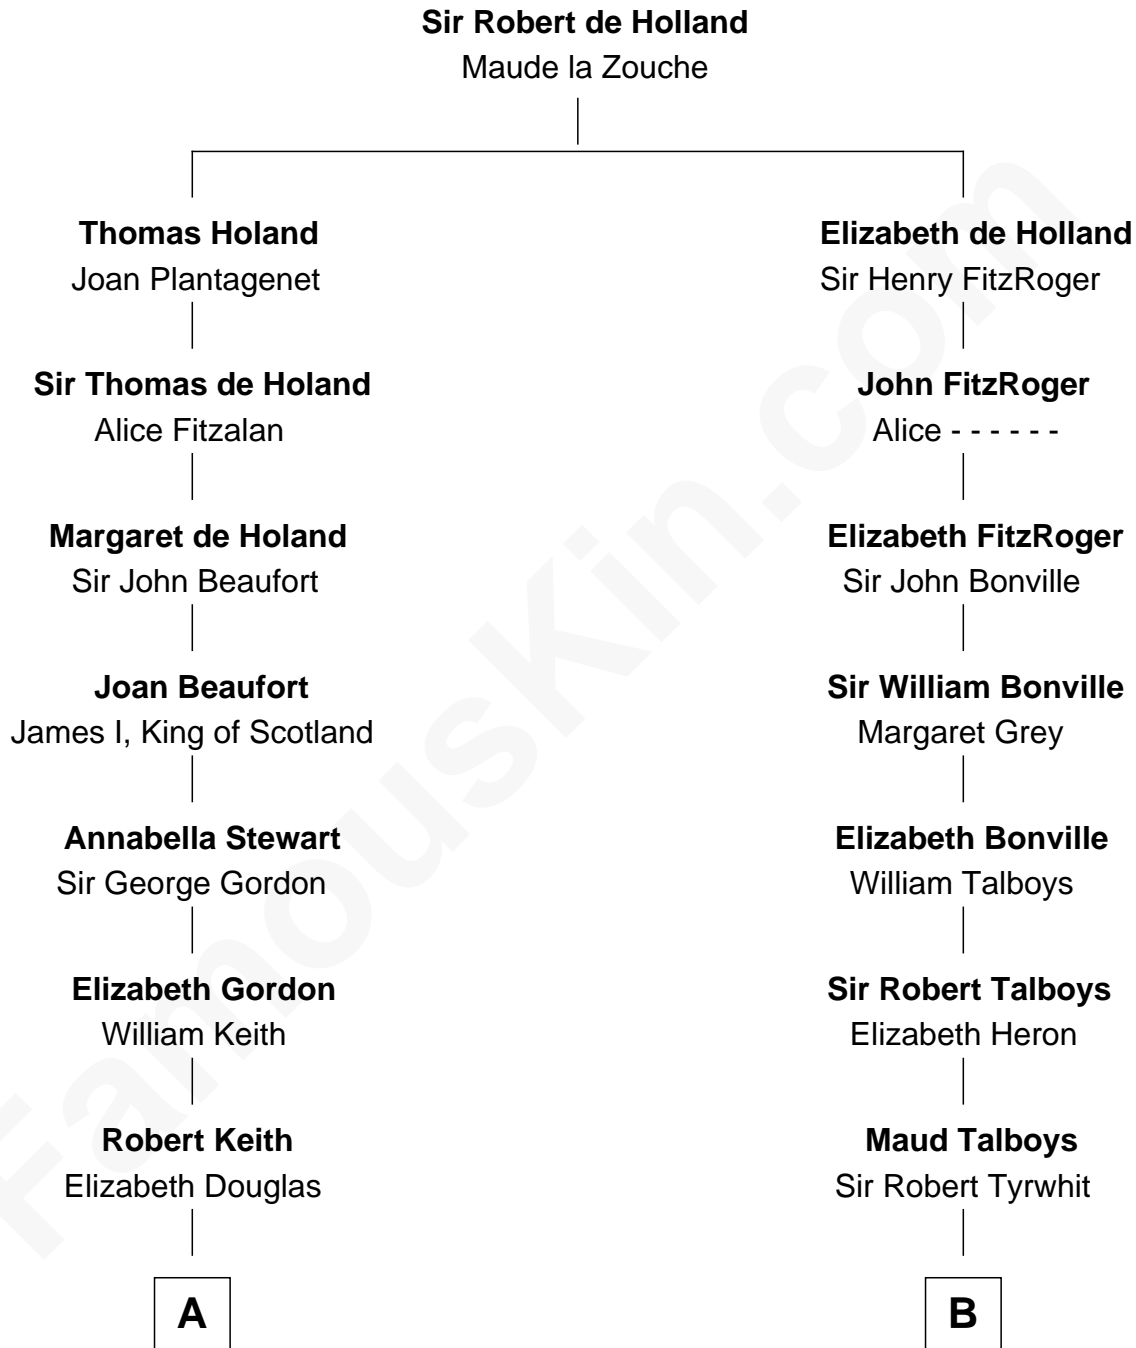 Sir Robert de Holland
Maude la Zouche
Thomas Holand
Joan Plantagenet
Sir Thomas de Holand
Alice Fitzalan
Margaret de Holand
Sir John Beaufort
Joan Beaufort
James I, King of Scotland
Annabella Stewart
Sir George Gordon
Elizabeth Gordon
William Keith
Robert Keith
Elizabeth Douglas
A
Elizabeth de Holland
Sir Henry FitzRoger
John FitzRoger
Alice - - - - - -
Elizabeth FitzRoger
Sir John Bonville
Sir William Bonville
Margaret Grey
Elizabeth Bonville
William Talboys
Sir Robert Talboys
Elizabeth Heron
Maud Talboys
Sir Robert Tyrwhit
B
FamousKin.com